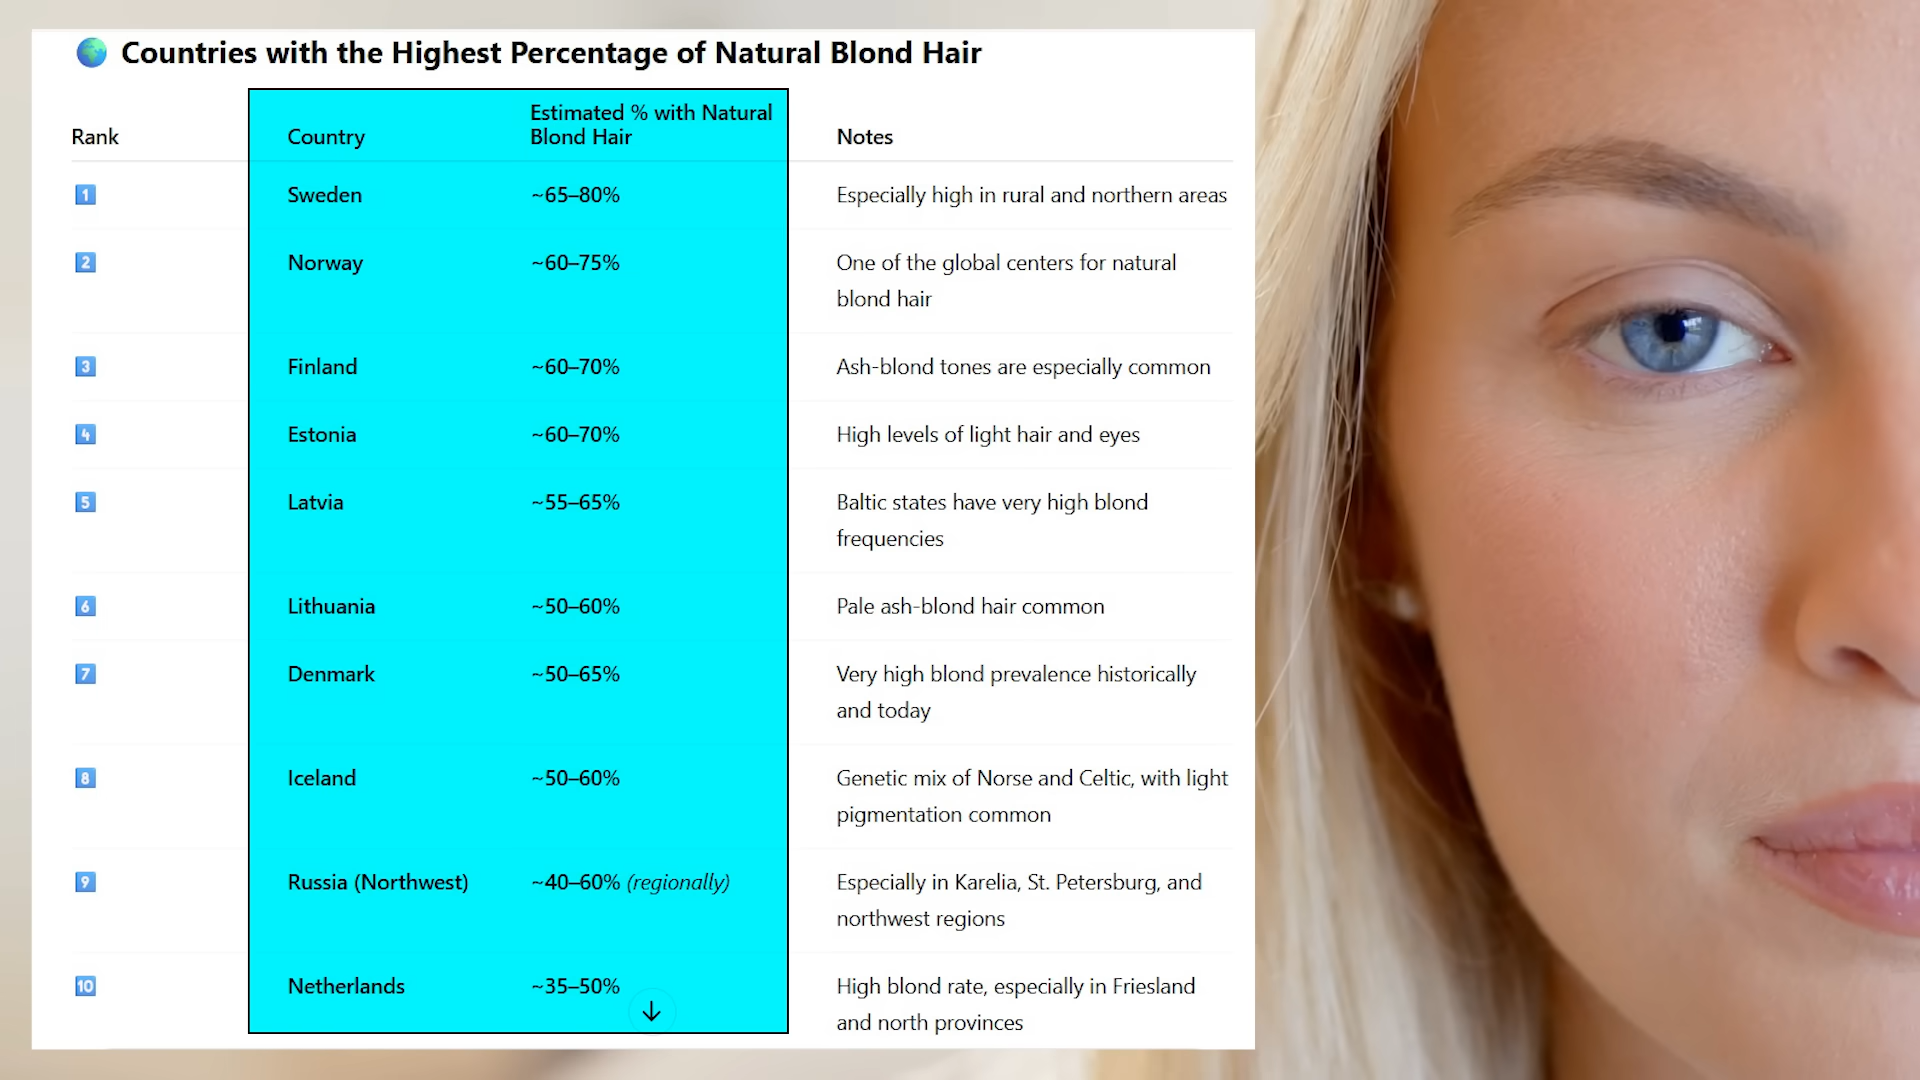 🌍 Countries with the Highest Percentage of Natural Blond Hair
Rank
Country
Estimated % with Natural
Blond Hair
Notes
1 Sweden ~65–80% Especially high in rural and northern areas
2 Norway ~60–75% One of the global centers for natural
blond hair
3 Finland ~60–70% Ash-blond tones are especially common
4 Estonia ~60–70% High levels of light hair and eyes
5 Latvia ~55–65% Baltic states have very high blond
frequencies
6 Lithuania ~50–60% Pale ash-blond hair common
7 Denmark ~50–65% Very high blond prevalence historically
and today
8 Iceland ~50–60% Genetic mix of Norse and Celtic, with light
pigmentation common
9 Russia (Northwest) ~40–60% (regionally) Especially in Karelia, St. Petersburg, and
northwest regions
10 Netherlands ~35–50% High blond rate, especially in Friesland
and north provinces